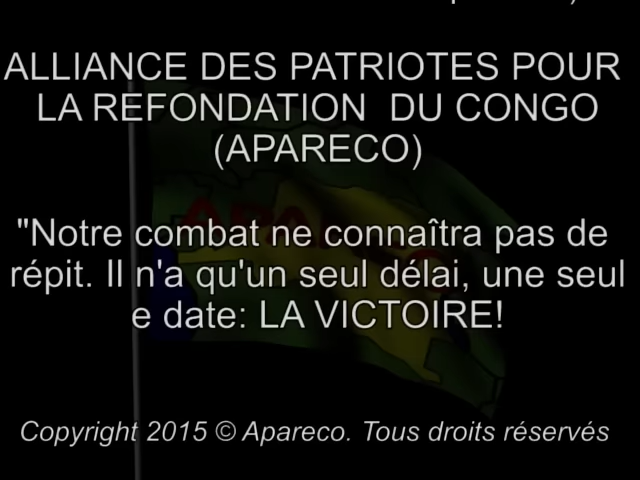 ALLIANCE DES PATRIOTES POUR
LA REFONDATION DU CONGO
(APARECO)
"Notre combat ne connaîtra pas de
répit. Il n'a qu'un seul délai, une seul
e date: LA VICTOIRE!
APARECO
Copyright 2015 © Apareco. Tous droits réservés